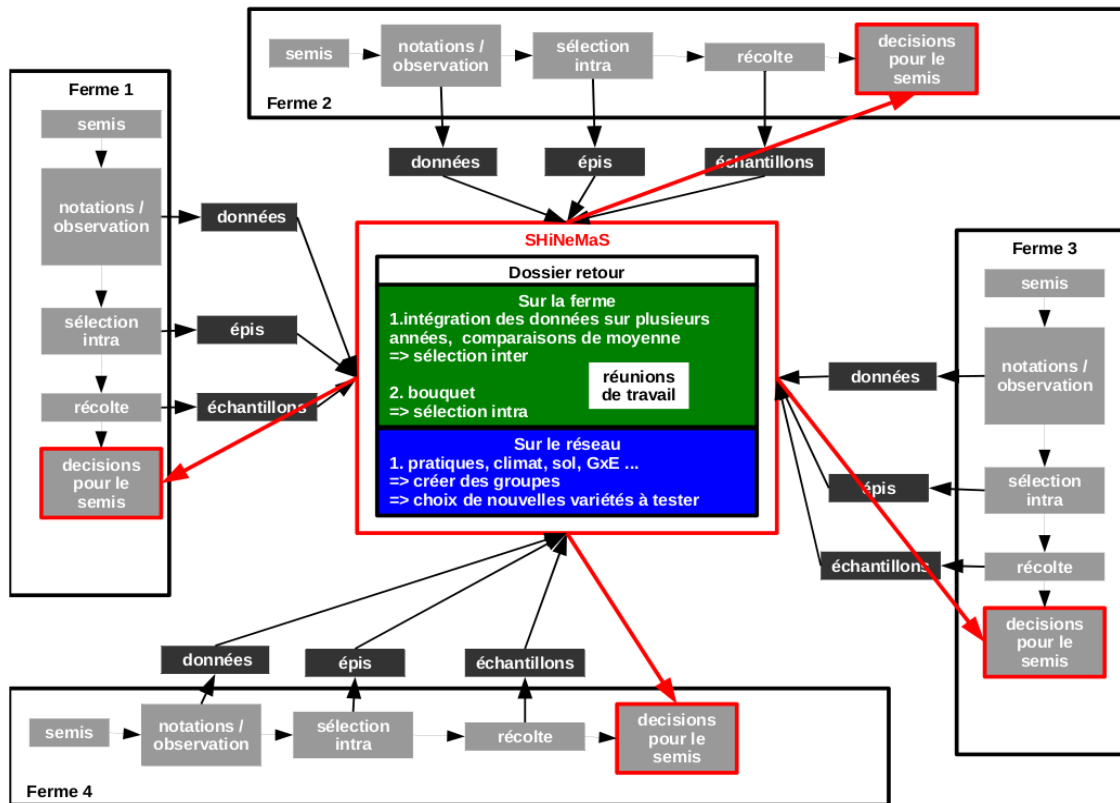 semis
notations /
observation
sélection
intra
récolte
decisions
pour le
semis
Ferme 2
données
épis
échantillons
Ferme 1
semis
notations /
observation
données
sélection
intra
épis
récolte
échantillons
decisions
pour le
semis
SHiNeMaS
Dossier retour
Sur la ferme
1.intégration des données sur plusieurs
années, comparaisons de moyenne
=> sélection inter
2. bouquet
=> sélection intra
réunions
de travail
Sur le réseau
1. pratiques, climat, sol, GxE ...
=> créer des groupes
=> choix de nouvelles variétés à tester
Ferme 3
semis
notations /
observation
données
sélection
intra
épis
récolte
échantillons
decisions
pour le
semis
données
épis
échantillons
semis
notations /
observation
sélection
intra
récolte
decisions
pour le
semis
Ferme 4